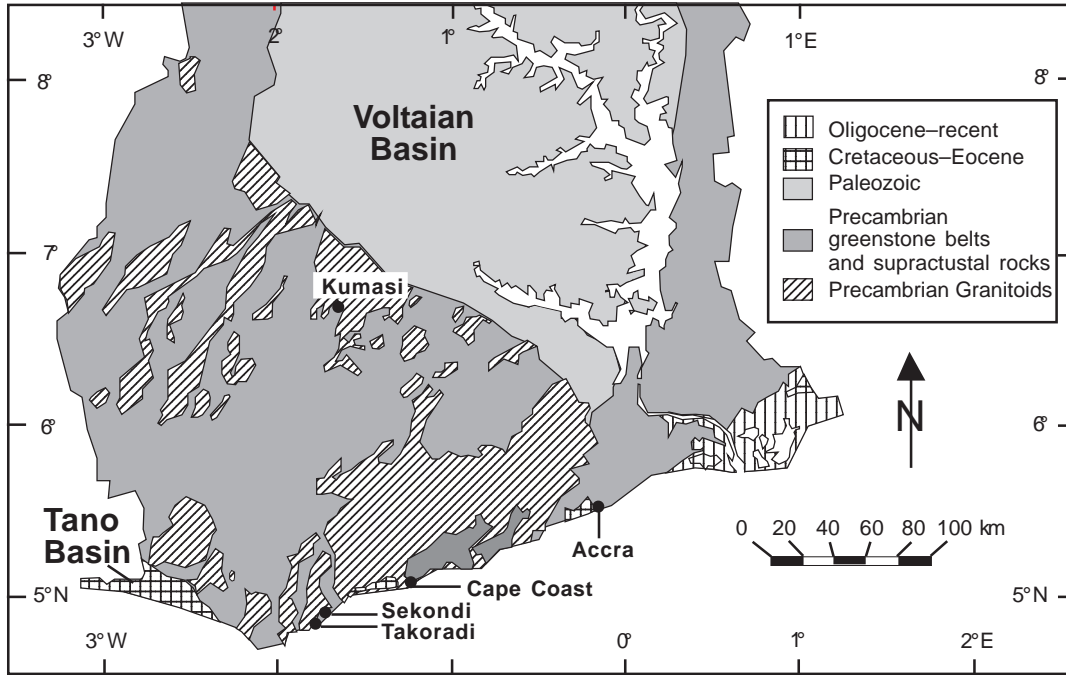 3° W 2° 1° 1° E
8° 8°
Voltaian
Basin
Oligocene–recent
Cretaceous–Eocene
Paleozoic
Precambrian
greenstone belts
and supractustal rocks
Precambrian Granitoids
7° 7°
Kumasi
N
6° 6°
Tano
Basin
0 20 40 60 80 100 km
Accra
Cape Coast
5° N 5° N
Sekondi
Takoradi
3° W 0° 1° E 2° E